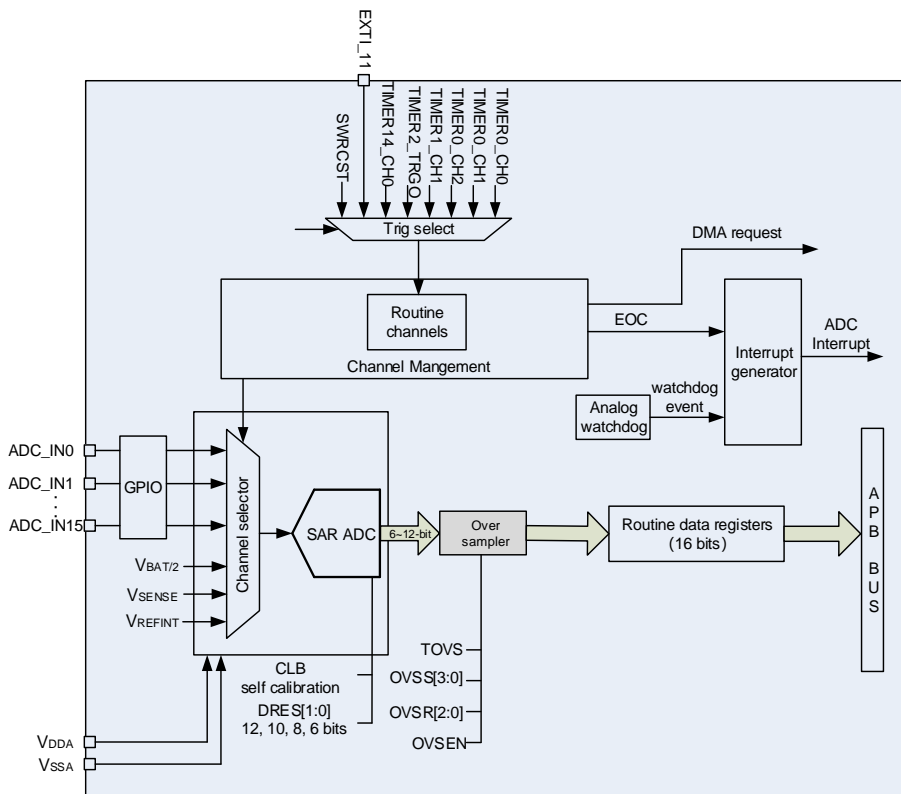 EXTI_11
SWRCST
TIMER14_CH0
TIMER2_TRGO
TIMER1_CH1
TIMER0_CH2
TIMER0_CH1
TIMER0_CH0
Trig select
DMA request
Routine
channels
Channel Mangement
EOC
Interrupt
generator
ADC
Interrupt
Analog
watchdog
watchdog
event
ADC_IN0
ADC_IN1
ADC_IN15
GPIO
VBAT/2
VSENSE
VREFINT
Channel selector
SAR ADC
6~12-bit
Over
sampler
Routine data registers
(16 bits)
APB BUS
CLB
self calibration
DRES[1:0]
12, 10, 8, 6 bits
TOVS
OVSS[3:0]
OVSR[2:0]
OVSEN
VDDA
VSSA